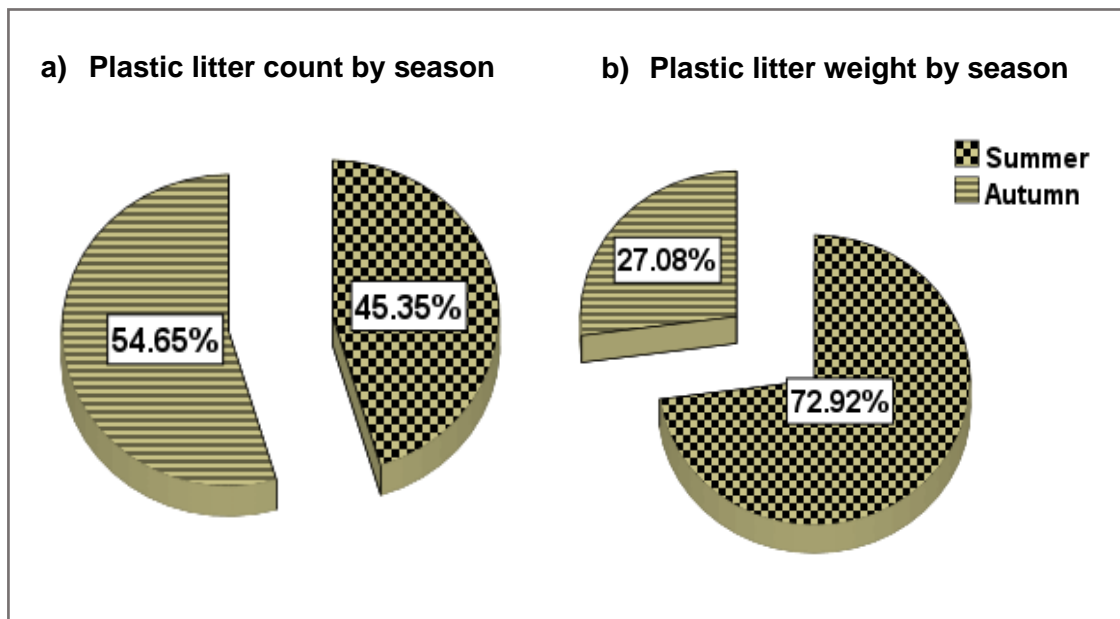 a) Plastic litter count by season
54.65%
45.35%
b) Plastic litter weight by season
Summer
Autumn
27.08%
72.92%